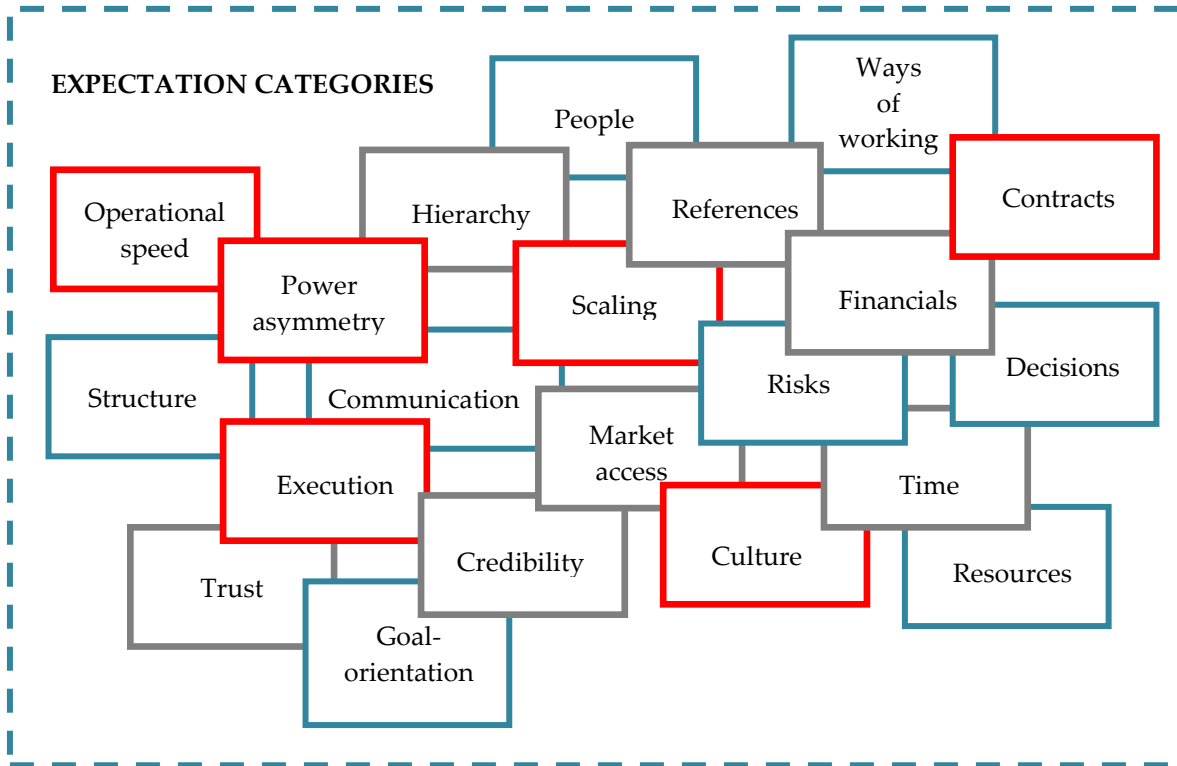 EXPECTATION CATEGORIES
People
Ways
of
working
Operational
speed
Hierarchy
References
Contracts
Power
asymmetry
Scaling
Financials
Structure
Communication
Risks
Decisions
Market
access
Execution
Time
Trust
Credibility
Culture
Resources
Goal-
orientation